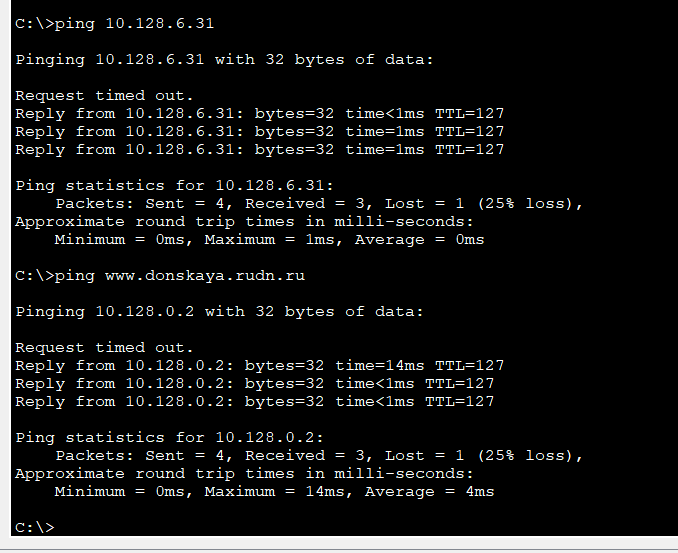 C:\>ping 10.128.6.31
Pinging 10.128.6.31 with 32 bytes of data:
Request timed out.
Reply from 10.128.6.31: bytes=32 time<1ms TTL=127
Reply from 10.128.6.31: bytes=32 time=1ms TTL=127
Reply from 10.128.6.31: bytes=32 time=1ms TTL=127
Ping statistics for 10.128.6.31:
Packets: Sent = 4, Received = 3, Lost = 1 (25% loss),
Approximate round trip times in milli-seconds:
Minimum = 0ms, Maximum = 1ms, Average = 0ms
C:\>ping www.donskaya.rudn.ru
Pinging 10.128.0.2 with 32 bytes of data:
Request timed out.
Reply from 10.128.0.2: bytes=32 time=14ms TTL=127
Reply from 10.128.0.2: bytes=32 time<1ms TTL=127
Reply from 10.128.0.2: bytes=32 time<1ms TTL=127
Ping statistics for 10.128.0.2:
Packets: Sent = 4, Received = 3, Lost = 1 (25% loss),
Approximate round trip times in milli-seconds:
Minimum = 0ms, Maximum = 14ms, Average = 4ms
C:\>